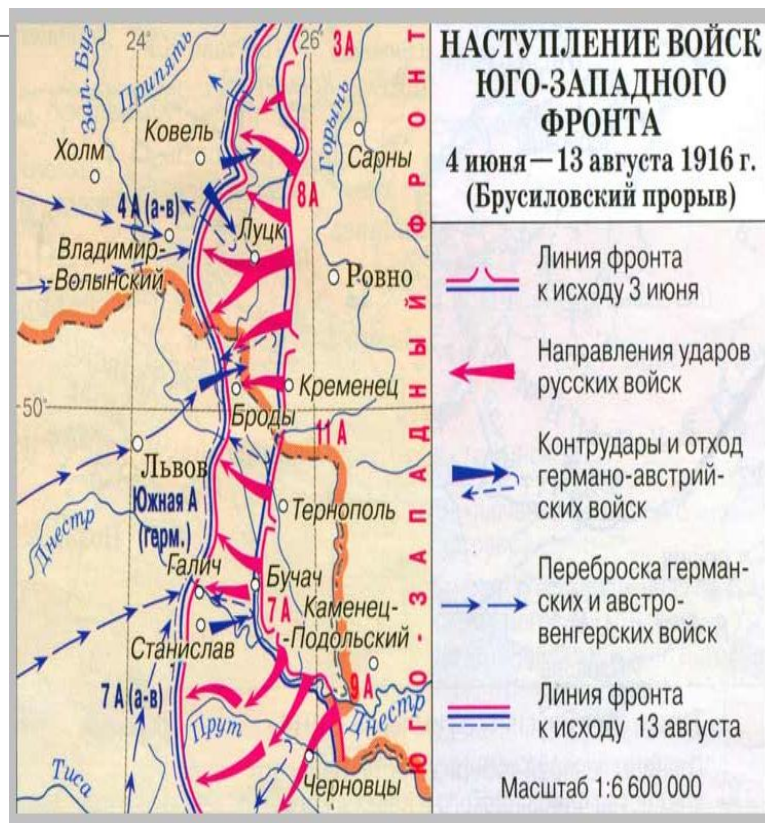 НАСТУПЛЕНИЕ ВОЙСК
ЮГО-ЗАПАДНОГО
ФРОНТА
4 июня — 13 августа 1916 г.
(Брусиловский прорыв)
Линия фронта
к исходу 3 июня
Направления ударов
русских войск
Контрудары и отход
германо-австрий-
ских войск
Переброска герман-
ских и австро-
венгерских войск
Линия фронта
к исходу 13 августа
Масштаб 1:6 600 000
24°
26°
3А
Зап. Буг
Припять
Горынь
Ковель
Холм
Сарны
8А
4 А (а-в)
Луцк
Владимир-
-Волынский
Ровно
Кременец
50°
Броды
11 А
Львов
Южная А
(герм.)
Тернополь
Днестр
Галич
Бучач
7А
Каменец-
-Подольский
Станислав
7 А (а-в)
9А
Прут
Днестр
Тиса
Черновцы
ЮГО-ЗАПАДНЫЙ ФРОНТ